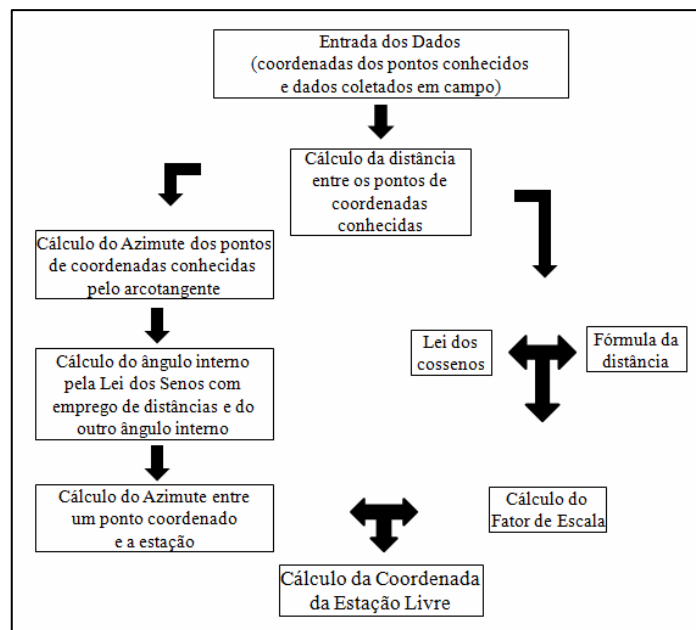 Entrada dos Dados
(coordenadas dos pontos conhecidos
e dados coletados em campo)
Cálculo da distância
entre os pontos de
coordenadas
conhecidas
Cálculo do Azimute dos pontos
de coordenadas conhecidas
pelo arcotangente
Lei dos
cossenos
Fórmula da
distância
Cálculo do ângulo interno
pela Lei dos Senos com
emprego de distâncias e do
outro ângulo interno
Cálculo do Azimute entre
um ponto coordenado
e a estação
Cálculo do
Fator de Escala
Cálculo da Coordenada
da Estação Livre